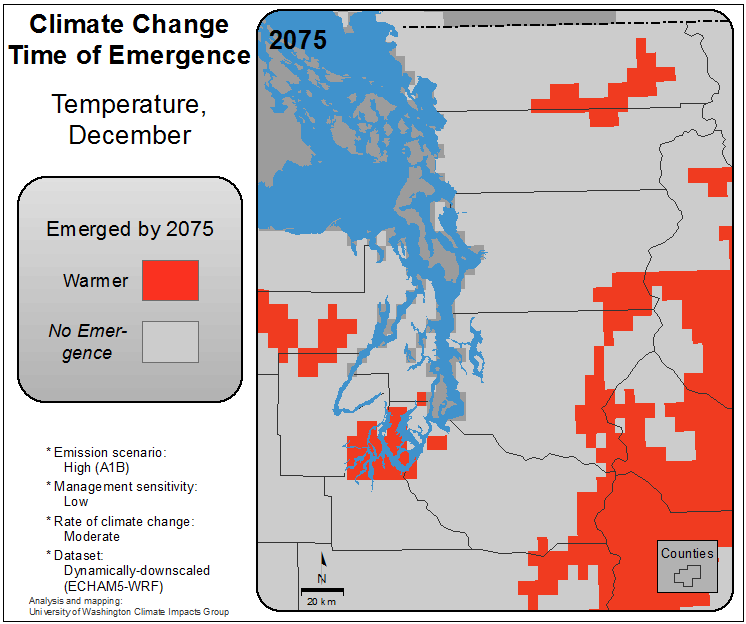 Climate Change
Time of Emergence
Temperature,
December
Emerged by 2075
Warmer
No Emer-
gence
* Emission scenario:
High (A1B)
* Management sensitivity:
Low
* Rate of climate change:
Moderate
* Dataset:
Dynamically-downscaled
(ECHAM5-WRF)
Analysis and mapping:
University of Washington Climate Impacts Group
2075
N
20 km
Counties